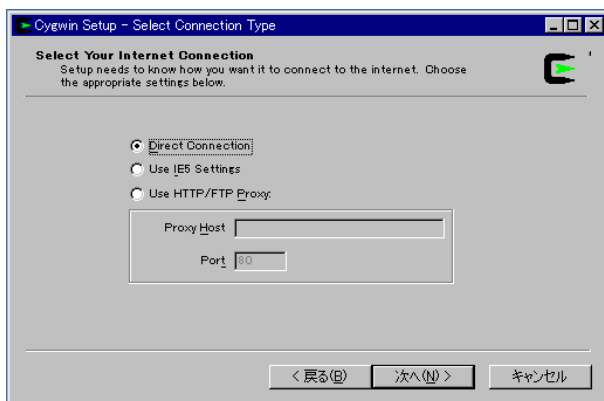 Cygwin Setup - Select Connection Type
Select Your Internet Connection
Setup needs to know how you want it to connect to the internet. Choose
the appropriate settings below.
Direct Connection
Use IE5 Settings
Use HTTP/FTP Proxy:
Proxy Host
Port 80
< 戻る(B)
次へ(N) >
キャンセル